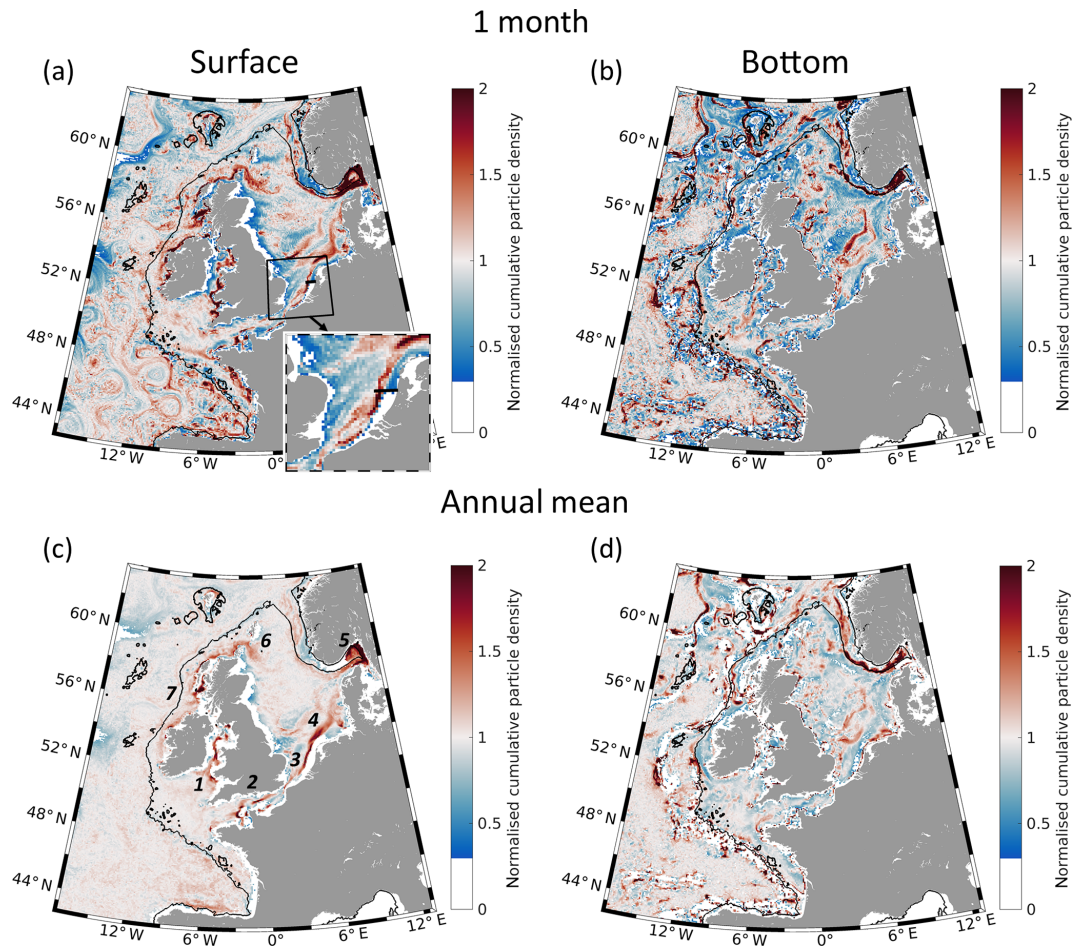 1 month
Surface
Bottom
(a)
(b)
60° N
56° N
52° N
48° N
44° N
12° W
6° W
0°
E
2
1.5
1
0.5
0
Normalised cumulative particle density
60° N
56° N
52° N
48° N
44° N
12° W
6° W
0°
6° E
12° E
2
1.5
1
0.5
0
Normalised cumulative particle density
Annual mean
(c)
(d)
60° N
56° N
52° N
48° N
44° N
12° W
6° W
0°
6° E
12° E
1
2
3
4
5
6
7
2
1.5
1
0.5
0
Normalised cumulative particle density
60° N
56° N
52° N
48° N
44° N
12° W
6° W
0°
6° E
12° E
2
1.5
1
0.5
0
Normalised cumulative particle density